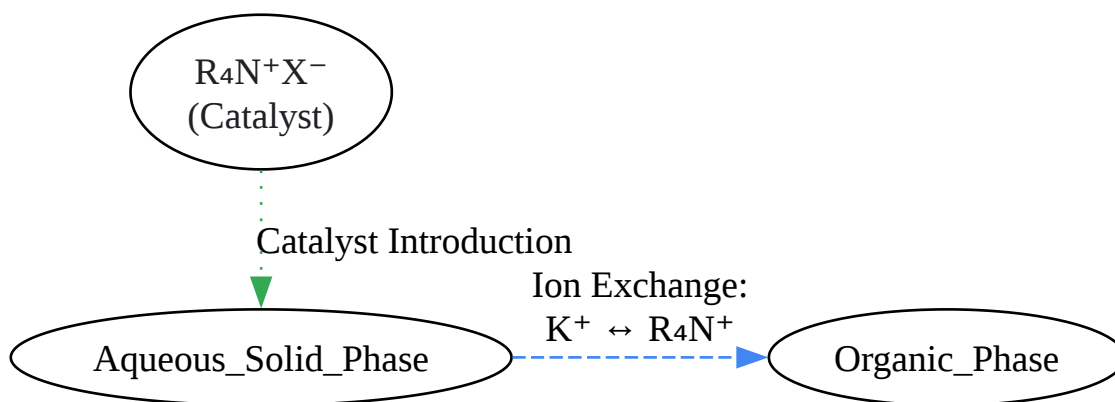 R₄N⁺X⁻
(Catalyst)
Catalyst Introduction
Ion Exchange:
K⁺ ↔ R₄N⁺
Aqueous_Solid_Phase
Organic_Phase